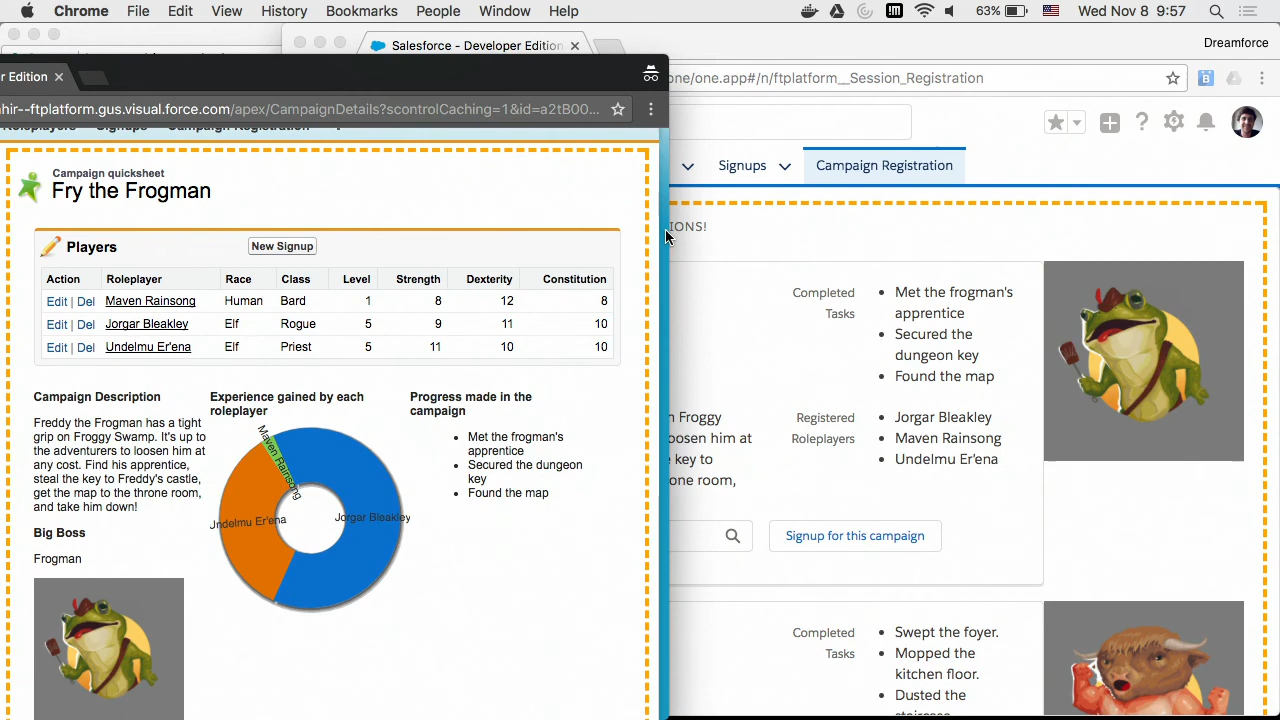 Chrome File Edit View History Bookmarks People Window Help 63% Wed Nov 8 9:57
Salesforce - Developer Edition
Dreamforce
r Edition
one/one.app#/n/ftplatform__Session_Registration
hir--ftplatform.gus.visual.force.com/apex/CampaignDetails?scontrolCaching=1&id=a2tB00...
Roleplayers Signups Campaign Registration
Signups
Campaign Registration
Campaign quicksheet
Fry the Frogman
Players
New Signup
Action Roleplayer Race Class Level Strength Dexterity Constitution
Edit | Del Maven Rainsong Human Bard 1 8 12 8
Edit | Del Jorgar Bleakley Elf Rogue 5 9 11 10
Edit | Del Undelmu Er'ena Elf Priest 5 11 10 10
Campaign Description
Freddy the Frogman has a tight
grip on Froggy Swamp. It's up to
the adventurers to loosen him at
any cost. Find his apprentice,
steal the key to Freddy's castle,
get the map to the throne room,
and take him down!
Big Boss
Frogman
Experience gained by each
roleplayer
Maven Rainsong
Undelmu Er'ena
Jorgar Bleakley
Progress made in the
campaign
Met the frogman's
apprentice
Secured the dungeon
key
Found the map
IONS!
Completed
Tasks
Met the frogman's
apprentice
Secured the
dungeon key
Found the map
n Froggy
oosen him at
key to
one room,
Registered
Roleplayers
Jorgar Bleakley
Maven Rainsong
Undelmu Er'ena
Signup for this campaign
Completed
Tasks
Swept the foyer.
Mopped the
kitchen floor.
Dusted the
staircase.